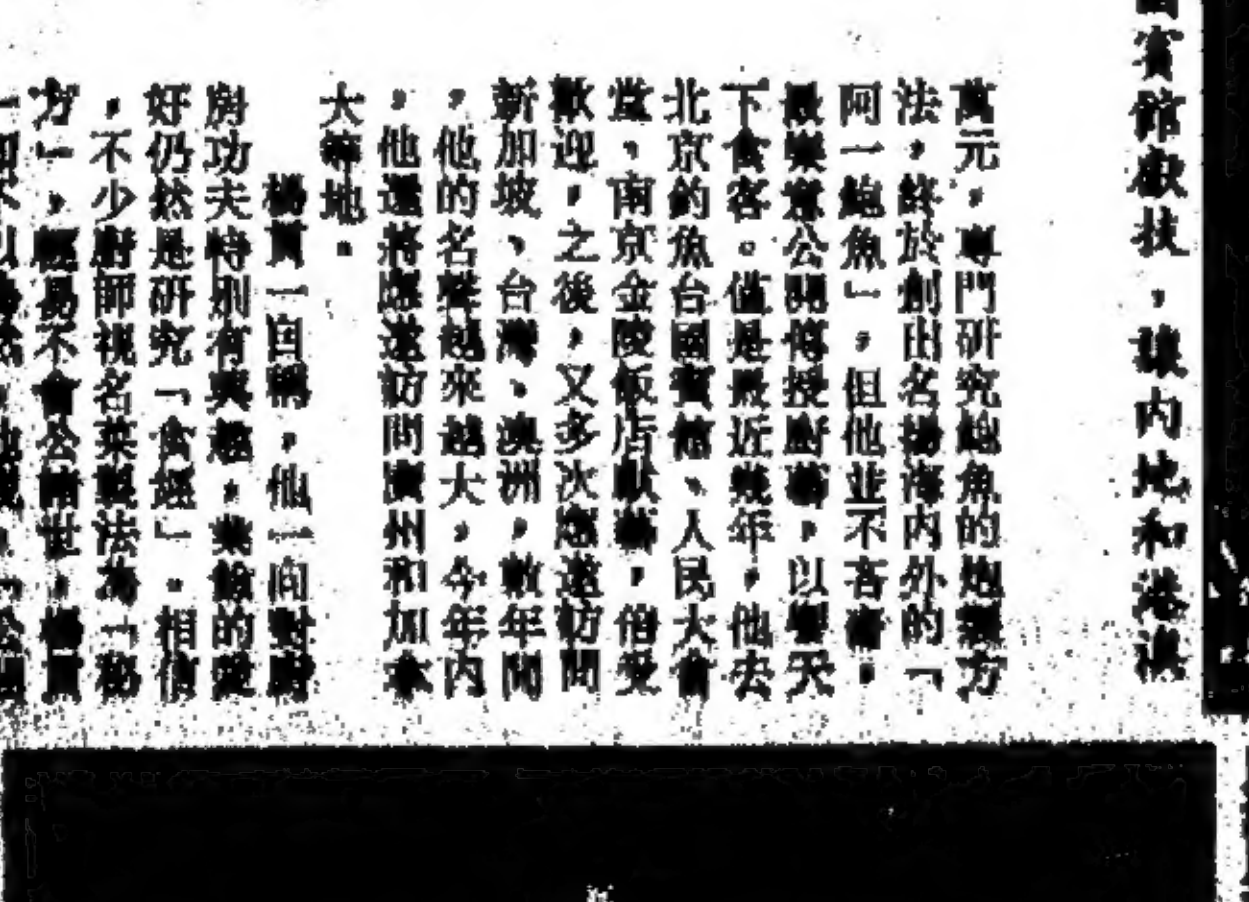 賓館獻技，讓內地和港澳
萬元，專門研究鮑魚的炮製方
法，終於創出名揚海內外的「
阿一鮑魚」，但他並不吝嗇，
最樂意公開傳授廚藝，以饗天
下食客。儘是最近幾年，他去
北京釣魚台國賓館、人民大會
堂、南京金陵飯店獻藝，倍受
歡迎，之後，又多次應邀訪問
新加坡、台灣、澳洲，數年間
，他的名聲越來越大，今年內
，他還將應邀訪問澳州和加拿
大等地。
楊貫一自稱，他一向對廚
房功夫特別有興趣，業餘的愛
好仍然是研究「食經」。相信
，不少廚師視名菜製法為「秘
方」，輕易不會公諸世，楊貫